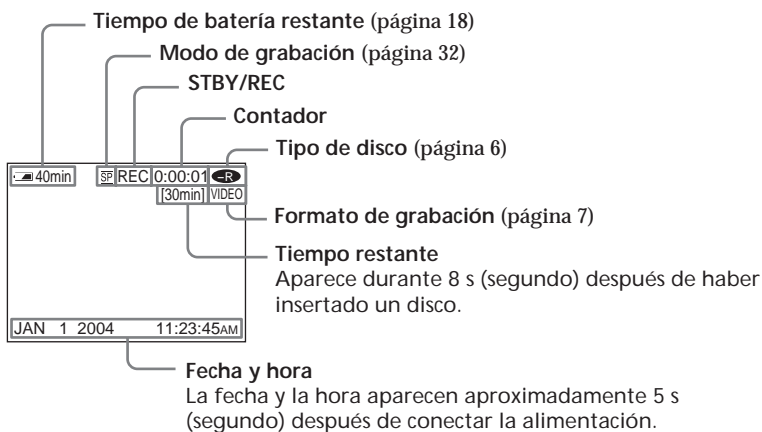 Tiempo de batería restante (página 18)
Modo de grabación (página 32)
STBY/REC
Contador
Tipo de disco (página 6)
40min SP REC 0:00:01 -R
[30min] VIDEO
Formato de grabación (página 7)
Tiempo restante
Aparece durante 8 s (segundo) después de haber
insertado un disco.
JAN 1 2004 11:23:45AM
Fecha y hora
La fecha y la hora aparecen aproximadamente 5 s
(segundo) después de conectar la alimentación.